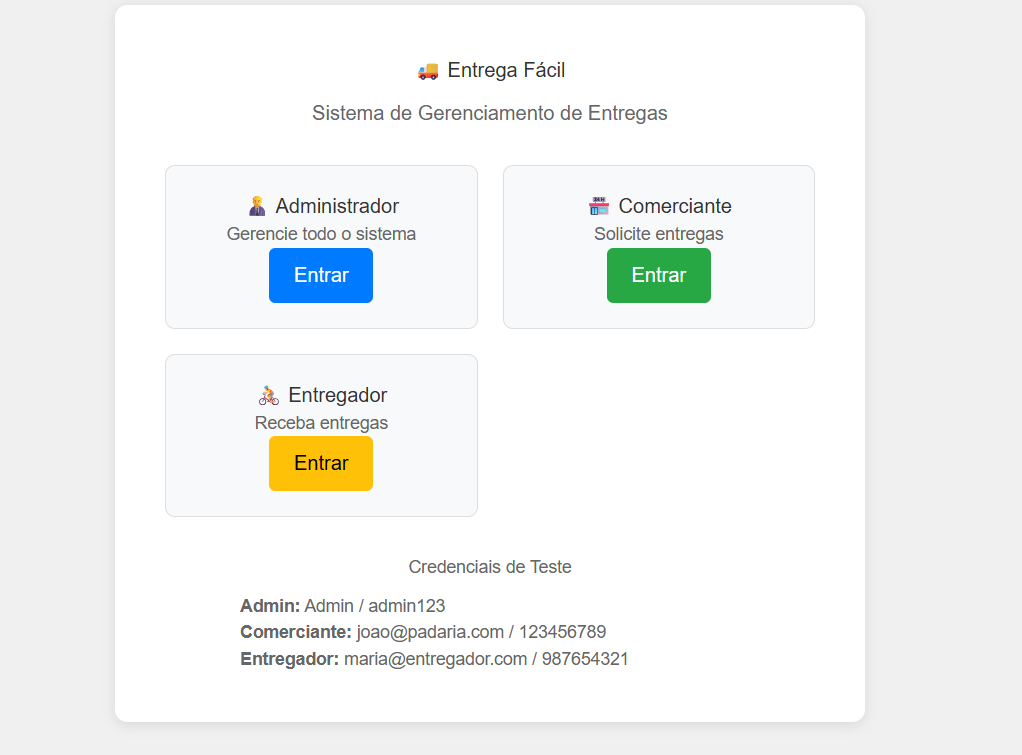 Entrega Fácil
Sistema de Gerenciamento de Entregas
Administrador
Gerencie todo o sistema
Entrar
Comerciante
Solicite entregas
Entrar
Entregador
Receba entregas
Entrar
Credenciais de Teste
Admin: Admin / admin123
Comerciante: joao@padaria.com / 123456789
Entregador: maria@entregador.com / 987654321